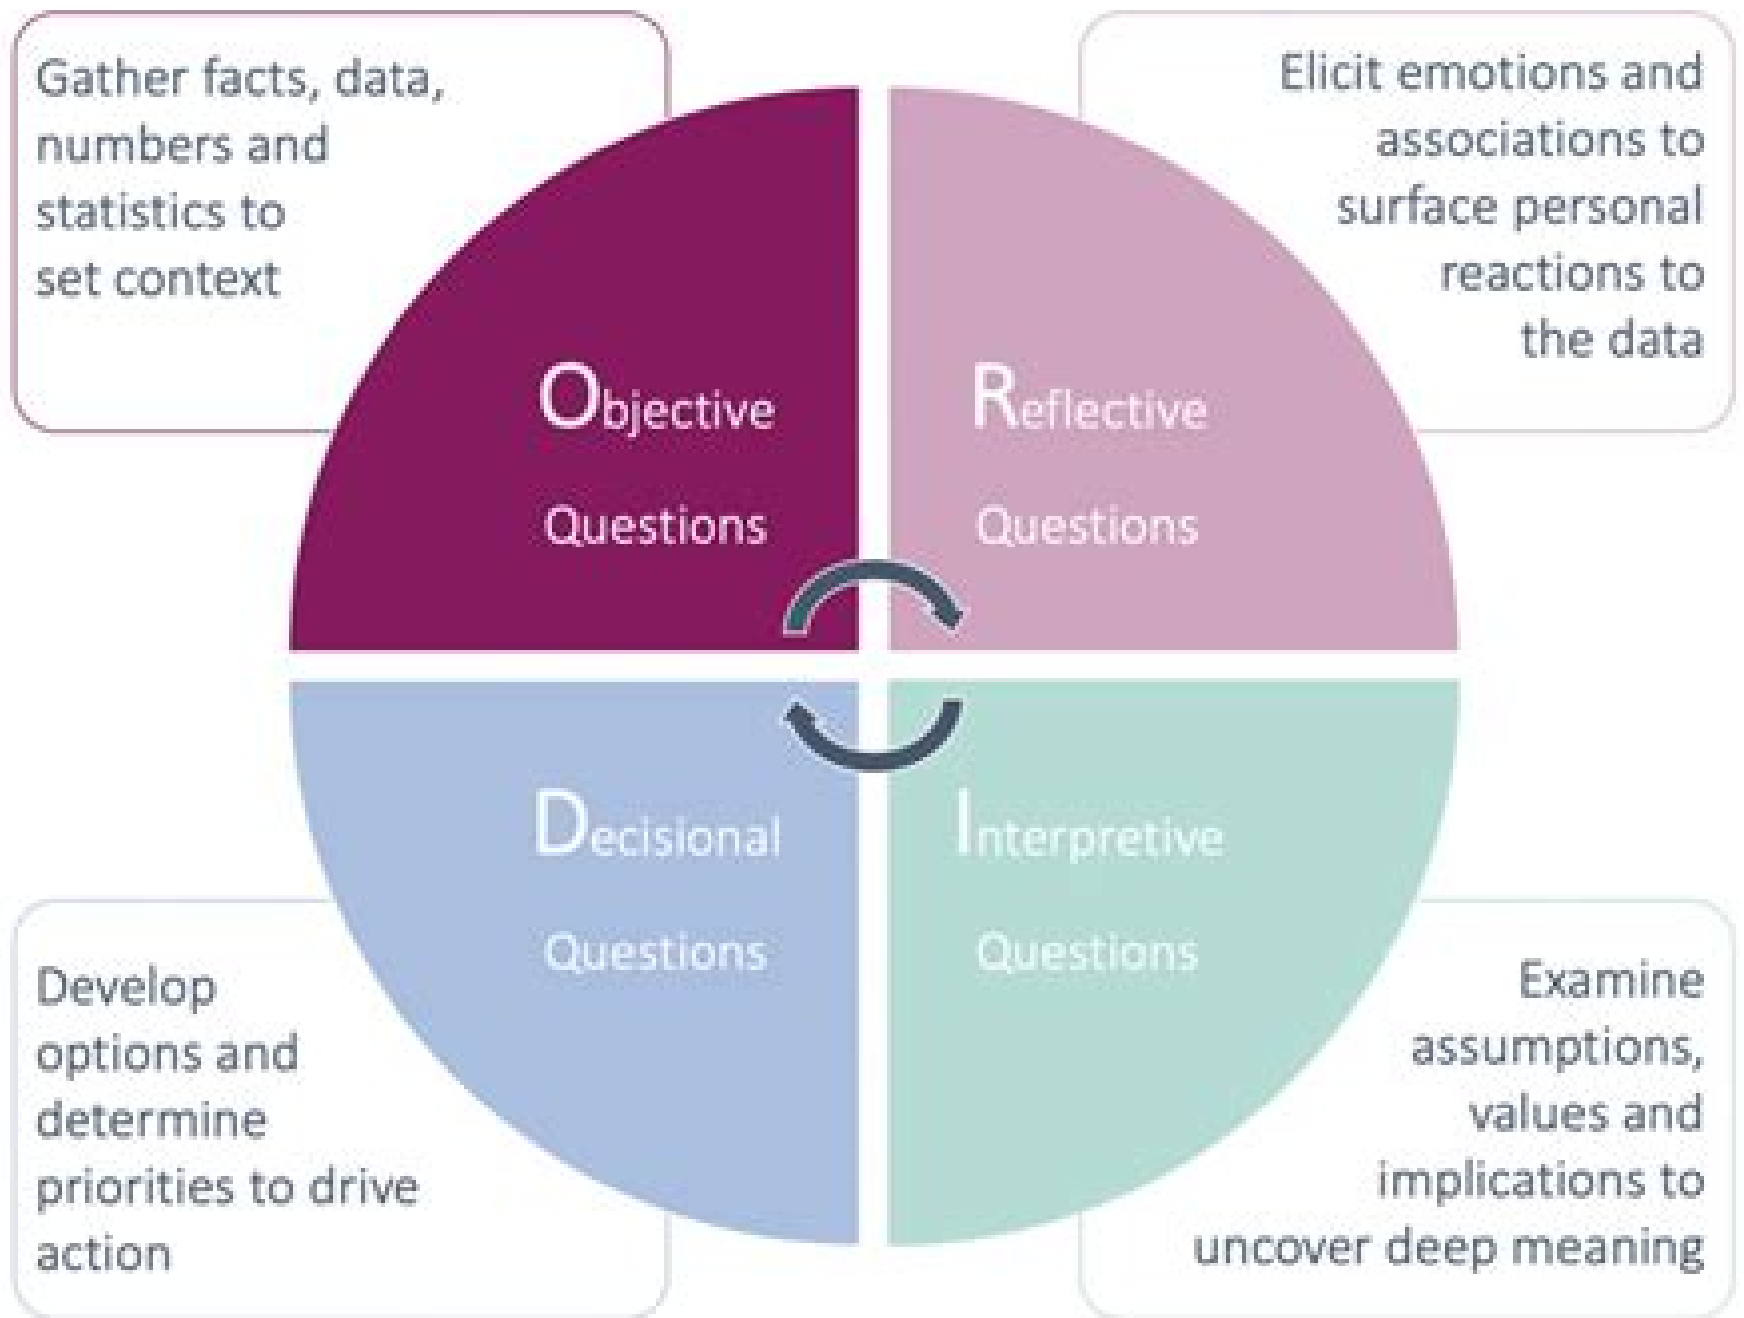 Gather facts, data,
numbers and
statistics to
set context
Elicit emotions and
associations to
surface personal
reactions to
the data
Objective
Questions
Reflective
Questions
Decisional
Questions
Interpretive
Questions
Develop
options and
determine
priorities to drive
action
Examine
assumptions,
values and
implications to
uncover deep meaning